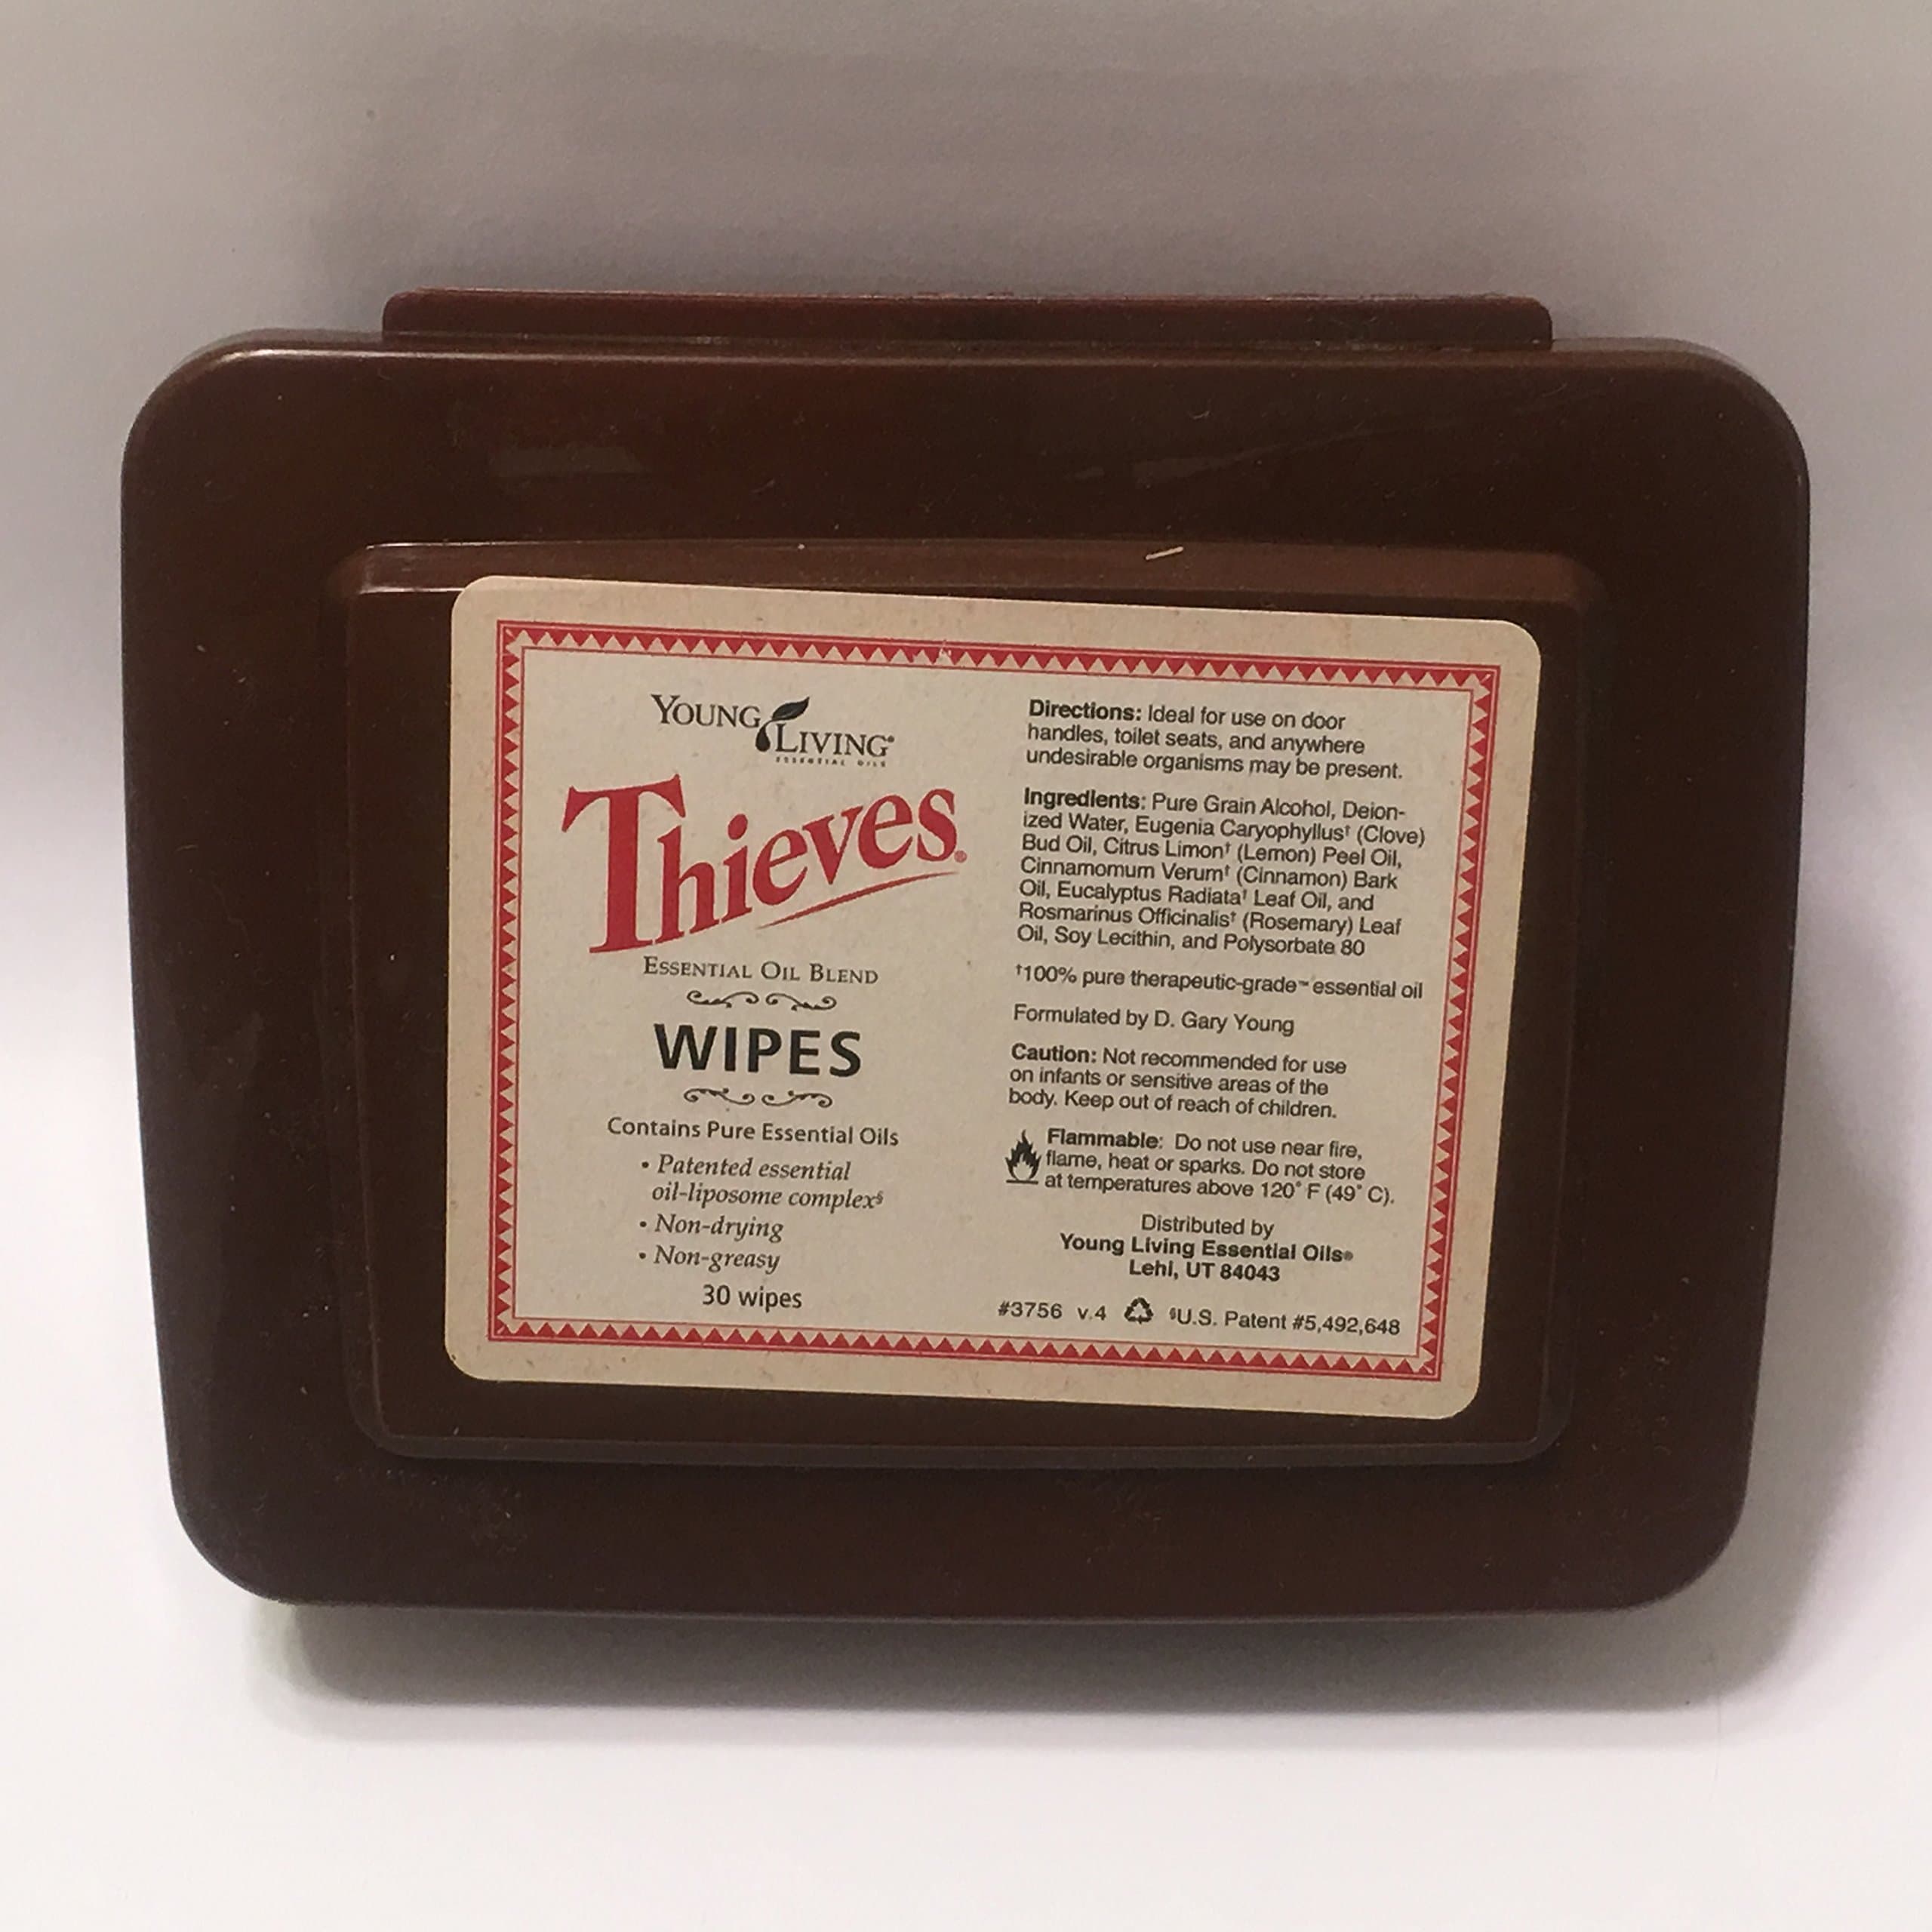 YOUNG LIVING®
ESSENTIAL OILS
Thieves®
ESSENTIAL OIL BLEND
WIPES
Contains Pure Essential Oils
• Patented essential
oil-liposome complex§
• Non-drying
• Non-greasy
30 wipes
Directions: Ideal for use on door
handles, toilet seats, and anywhere
undesirable organisms may be present.
Ingredients: Pure Grain Alcohol, Deion-
ized Water, Eugenia Caryophyllus† (Clove)
Bud Oil, Citrus Limon† (Lemon) Peel Oil,
Cinnamomum Verum† (Cinnamon) Bark
Oil, Eucalyptus Radiata† Leaf Oil, and
Rosmarinus Officinalis† (Rosemary) Leaf
Oil, Soy Lecithin, and Polysorbate 80
†100% pure therapeutic-grade™ essential oil
Formulated by D. Gary Young
Caution: Not recommended for use
on infants or sensitive areas of the
body. Keep out of reach of children.
Flammable: Do not use near fire,
flame, heat or sparks. Do not store
at temperatures above 120° F (49° C).
Distributed by
Young Living Essential Oils®
Lehi, UT 84043
#3756 v.4 §U.S. Patent #5,492,648